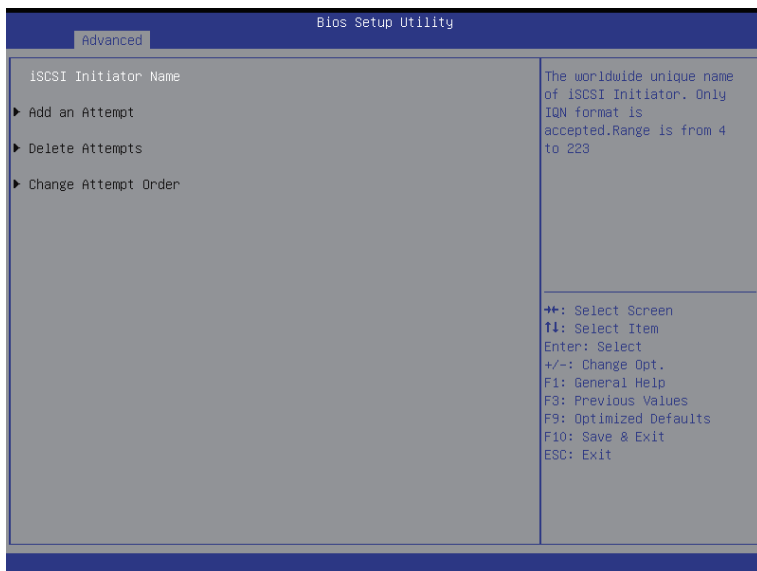 Bios Setup Utility
Advanced
iSCSI Initiator Name
▶ Add an Attempt
▶ Delete Attempts
▶ Change Attempt Order
The worldwide unique name
of iSCSI Initiator. Only
IQN format is
accepted.Range is from 4
to 223
→←: Select Screen
↑↓: Select Item
Enter: Select
+/-: Change Opt.
F1: General Help
F3: Previous Values
F9: Optimized Defaults
F10: Save & Exit
ESC: Exit